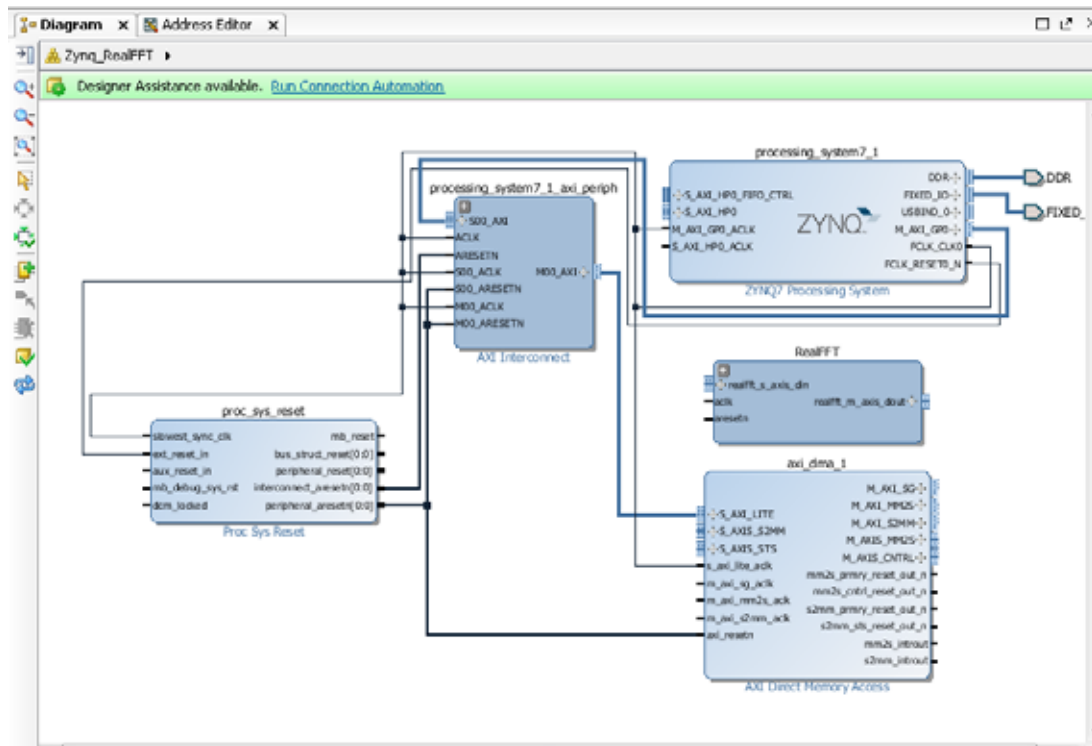 Diagram x Address Editor x
Zynq_RealFFT
Designer Assistance available. Run Connection Automation
processing_system7_1
DDR
FIXED_IO
USBIND_0
M_AXI_GP0
FCLK_CLK0
FCLK_RESET0_N
S_AXI_HP0_FIFO_CTRL
S_AXI_HP0
M_AXI_GP0_ACLK
S_AXI_HP0_ACLK
ZYNQ
ZYNQ7 Processing System
DDR
FIXED_
processing_system7_1_axi_periph
S00_AXI
ACLK
ARESETN
S00_ACLK
S00_ARESETN
M00_ACLK
M00_ARESETN
M00_AXI
AXI Interconnect
RealFFT
realfft_s_axis_din
aclk
aresetn
realfft_m_axis_dout
proc_sys_reset
slowest_sync_clk
ext_reset_in
aux_reset_in
mb_debug_sys_rst
dcm_locked
mb_reset
bus_struct_reset[0:0]
peripheral_reset[0:0]
interconnect_aresetn[0:0]
peripheral_aresetn[0:0]
Proc Sys Reset
axi_dma_1
S_AXI_LITE
S_AXIS_S2MM
S_AXIS_STS
s_axi_lite_aclk
m_axi_sg_aclk
m_axi_mm2s_aclk
m_axi_s2mm_aclk
axi_resetn
M_AXI_SG
M_AXI_MM2S
M_AXI_S2MM
M_AXIS_MM2S
M_AXIS_CNTRL
mm2s_prmry_reset_out_n
mm2s_cntrl_reset_out_n
s2mm_prmry_reset_out_n
s2mm_sts_reset_out_n
mm2s_introut
s2mm_introut
AXI Direct Memory Access